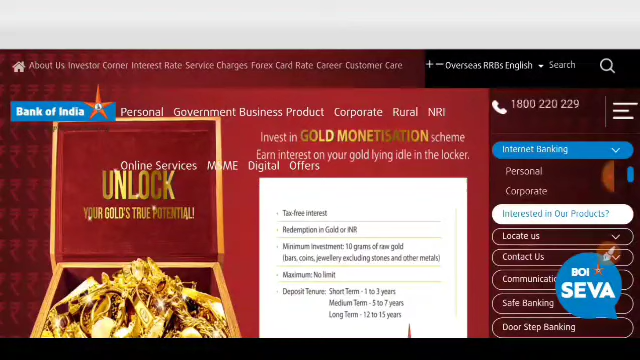 About Us Investor Corner Interest Rate Service Charges Forex Card Rate Career Customer Care
+ − Overseas RRBs English Search
Bank of India
Personal Government Business Product Corporate Rural NRI
1800 220 229
Online Services MSME Digital Offers
Invest in GOLD MONETISATION scheme
Earn interest on your gold lying idle in the locker.
UNLOCK
YOUR GOLD'S TRUE POTENTIAL!
Tax-free interest
Redemption in Gold or INR
Minimum Investment: 10 grams of raw gold
(bars, coins, jewellery excluding stones and other metals)
Maximum: No limit
Deposit Tenure: Short Term - 1 to 3 years
Medium Term - 5 to 7 years
Long Term - 12 to 15 years
Internet Banking
Personal
Corporate
Interested in Our Products?
Locate us
Contact Us
Communicatio
Safe Banking
Door Step Banking
BOI
SEVA